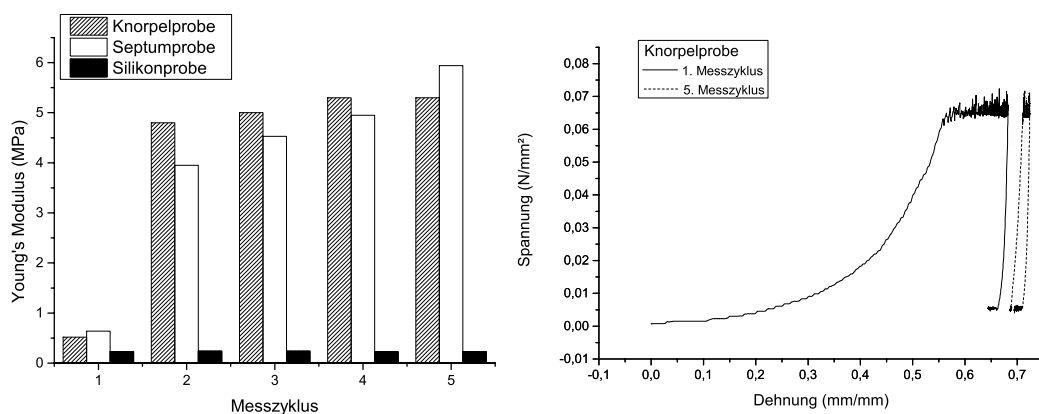 Knorpelprobe
Septumprobe
Silikonprobe
Young's Modulus (MPa)
6
5
4
3
2
1
0
1 2 3 4 5
Messzyklus
Knorpelprobe
1. Messzyklus
5. Messzyklus
Spannung (N/mm²)
0,08
0,07
0,06
0,05
0,04
0,03
0,02
0,01
0,00
-0,01
-0,1 0,0 0,1 0,2 0,3 0,4 0,5 0,6 0,7
Dehnung (mm/mm)